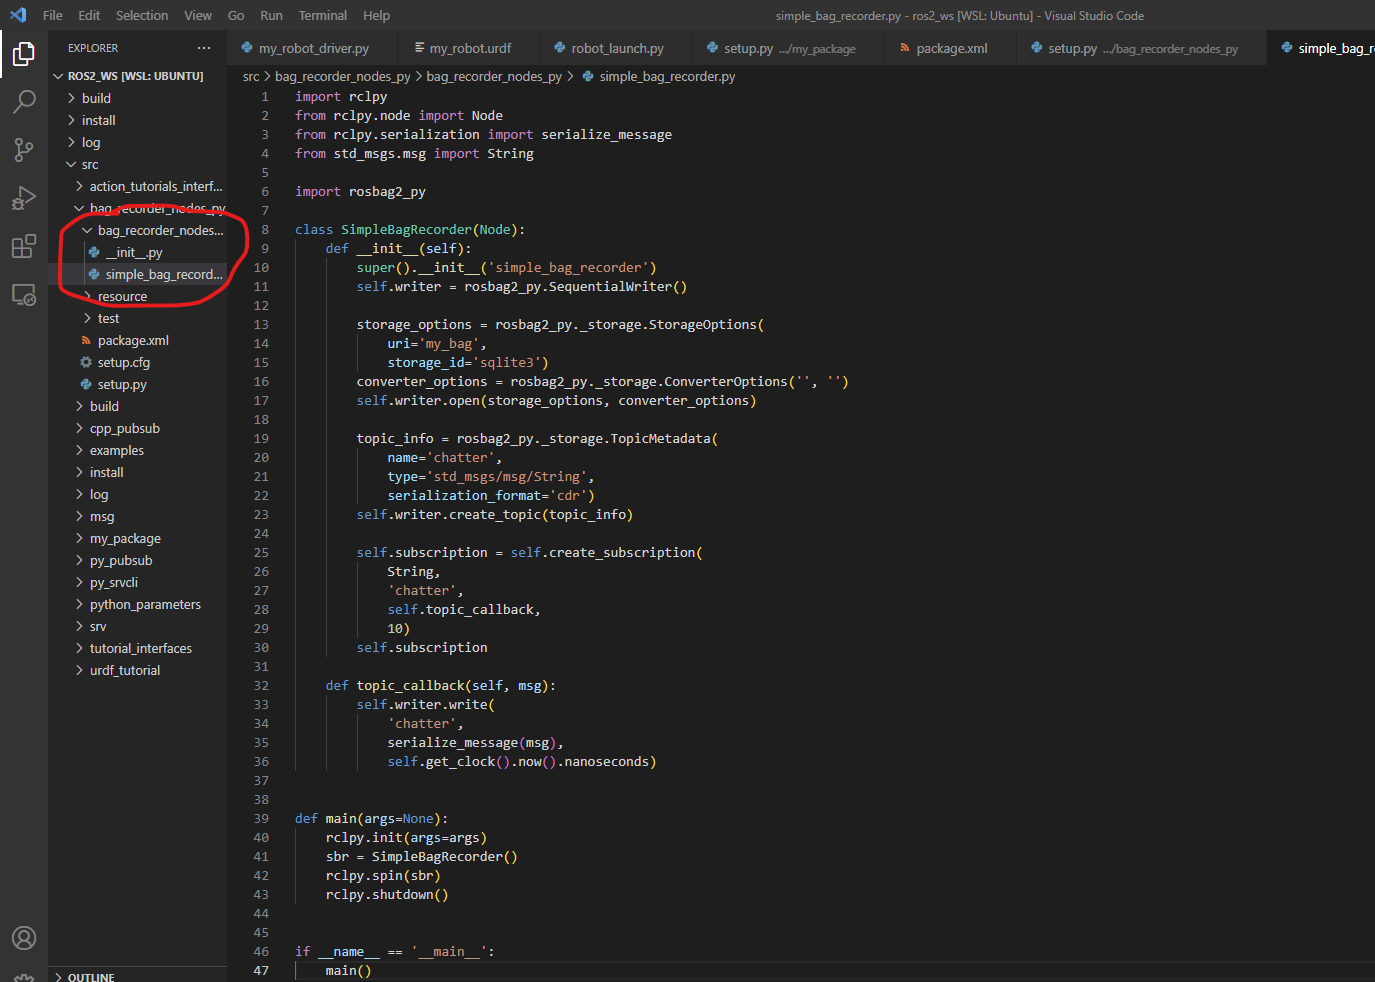 File Edit Selection View Go Run Terminal Help simple_bag_recorder.py - ros2_ws [WSL: Ubuntu] - Visual Studio Code
EXPLORER ··· my_robot_driver.py my_robot.urdf robot_launch.py setup.py .../my_package package.xml setup.py .../bag_recorder_nodes_py simple_bag_r
src > bag_recorder_nodes_py > bag_recorder_nodes_py > simple_bag_recorder.py
ROS2_WS [WSL: UBUNTU]
build
install
log
src
action_tutorials_interf...
bag_recorder_nodes_py
bag_recorder_nodes...
__init__.py
simple_bag_record...
resource
test
package.xml
setup.cfg
setup.py
build
cpp_pubsub
examples
install
log
msg
my_package
py_pubsub
py_srvcli
python_parameters
srv
tutorial_interfaces
urdf_tutorial
OUTLINE
1 import rclpy
2 from rclpy.node import Node
3 from rclpy.serialization import serialize_message
4 from std_msgs.msg import String
5
6 import rosbag2_py
7
8 class SimpleBagRecorder(Node):
9     def __init__(self):
10         super().__init__('simple_bag_recorder')
11         self.writer = rosbag2_py.SequentialWriter()
12
13         storage_options = rosbag2_py._storage.StorageOptions(
14             uri='my_bag',
15             storage_id='sqlite3')
16         converter_options = rosbag2_py._storage.ConverterOptions('', '')
17         self.writer.open(storage_options, converter_options)
18
19         topic_info = rosbag2_py._storage.TopicMetadata(
20             name='chatter',
21             type='std_msgs/msg/String',
22             serialization_format='cdr')
23         self.writer.create_topic(topic_info)
24
25         self.subscription = self.create_subscription(
26             String,
27             'chatter',
28             self.topic_callback,
29             10)
30         self.subscription
31
32     def topic_callback(self, msg):
33         self.writer.write(
34             'chatter',
35             serialize_message(msg),
36             self.get_clock().now().nanoseconds)
37
38
39 def main(args=None):
40     rclpy.init(args=args)
41     sbr = SimpleBagRecorder()
42     rclpy.spin(sbr)
43     rclpy.shutdown()
44
45
46 if __name__ == '__main__':
47     main()